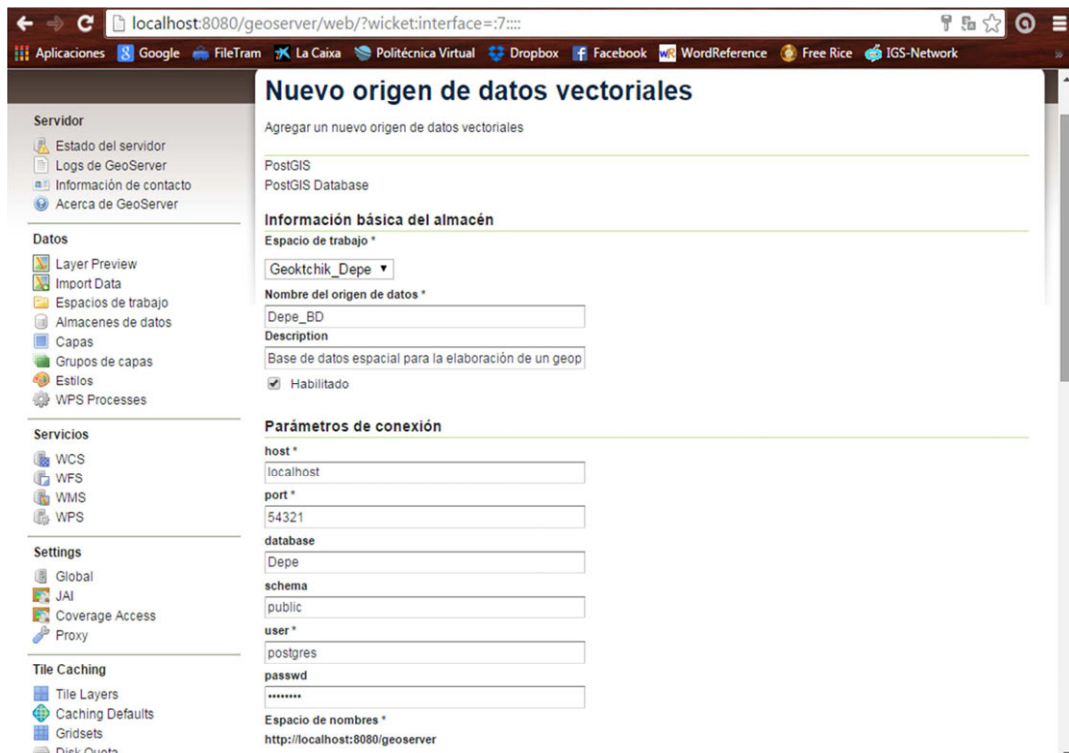 localhost:8080/geoserver/web/?wicket:interface=:7::::
Aplicaciones Google FileTram La Caixa Politécnica Virtual Dropbox Facebook WordReference Free Rice IGS-Network »
Servidor
Estado del servidor
Logs de GeoServer
Información de contacto
Acerca de GeoServer
Datos
Layer Preview
Import Data
Espacios de trabajo
Almacenes de datos
Capas
Grupos de capas
Estilos
WPS Processes
Servicios
WCS
WFS
WMS
WPS
Settings
Global
JAI
Coverage Access
Proxy
Tile Caching
Tile Layers
Caching Defaults
Gridsets
Disk Quota
Nuevo origen de datos vectoriales
Agregar un nuevo origen de datos vectoriales
PostGIS
PostGIS Database
Información básica del almacén
Espacio de trabajo *
Geoktchik_Depe
Nombre del origen de datos *
Depe_BD
Description
Base de datos espacial para la elaboración de un geop
Habilitado
Parámetros de conexión
host *
localhost
port *
54321
database
Depe
schema
public
user *
postgres
passwd
••••••••
Espacio de nombres *
http://localhost:8080/geoserver